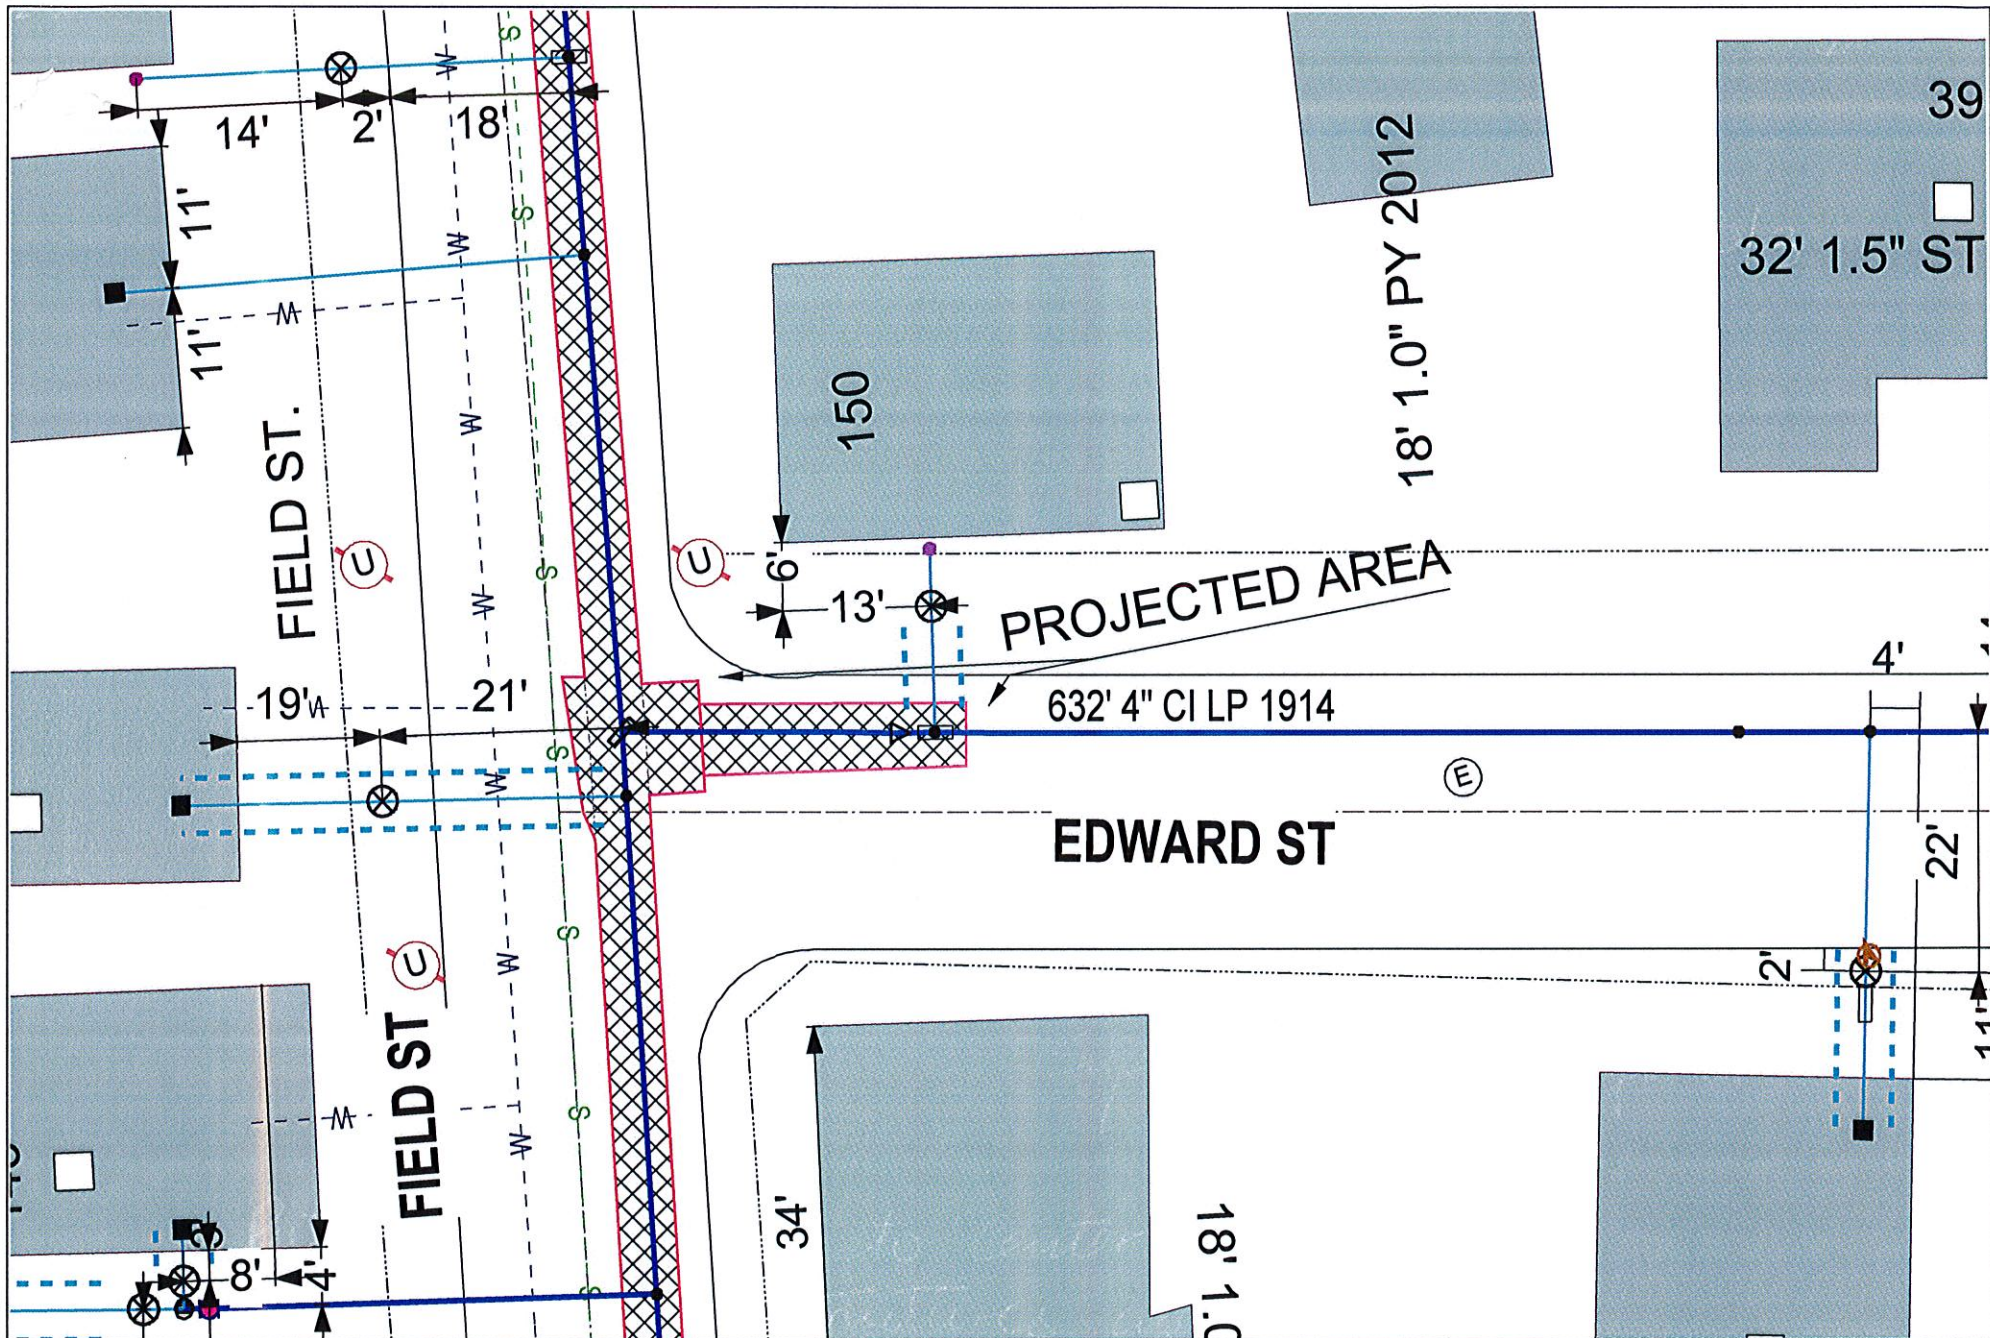 14'
2'
18'
W
S
39
18' 1.0" PY 2012
11'
S
W
32' 1.5" ST
W
11'
150
W
FIELD ST.
U
S
W
U
6'
13'
PROJECTED AREA
4'
19'
W
21'
632' 4" CI LP 1914
S
W
E
EDWARD ST
22'
S
W
U
2'
11'
FIELD ST
W
S
W
34'
18' 1.0
8'
4'
S